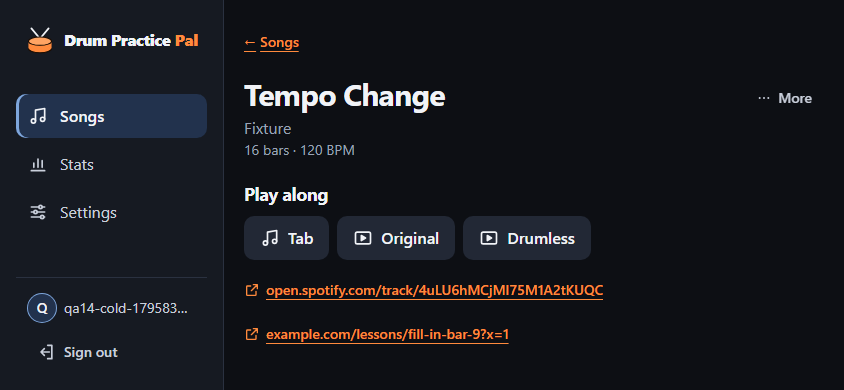 Drum Practice Pal
Songs
Stats
Settings
Q qa14-cold-179583...
Sign out
← Songs
Tempo Change
··· More
Fixture
16 bars · 120 BPM
Play along
Tab Original Drumless
open.spotify.com/track/4uLU6hMCjMI75M1A2tKUQC
example.com/lessons/fill-in-bar-9?x=1